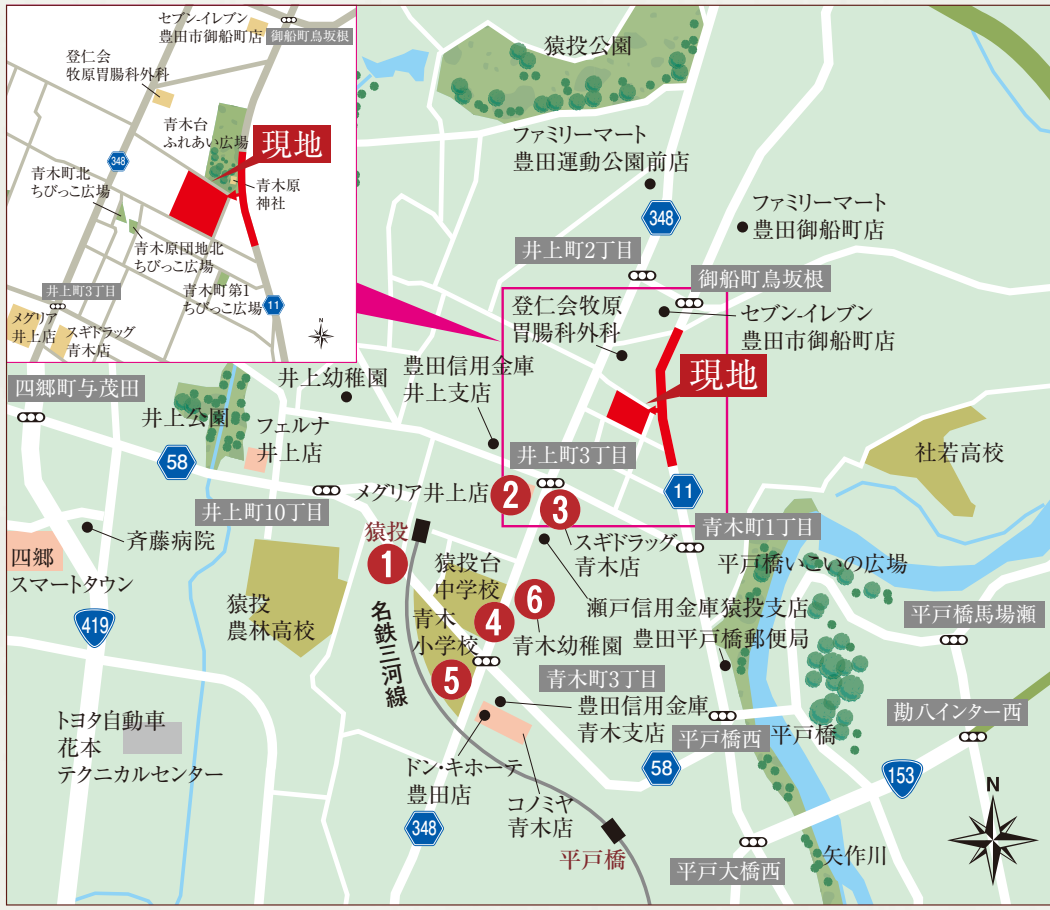 セブン-イレブン
豊田市御船町店
御船町鳥坂根
登仁会
牧原胃腸科外科
青木台
ふれあい広場
現地
348
青木町北
ちびっこ広場
青木原
神社
青木原団地北
ちびっこ広場
井上町3丁目
青木町第1
ちびっこ広場
11
メグリア
井上店
スギドラッグ
青木店
N
猿投公園
ファミリーマート
豊田運動公園前店
348
ファミリーマート
豊田御船町店
井上町2丁目
御船町鳥坂根
登仁会牧原
胃腸科外科
セブン-イレブン
豊田市御船町店
現地
豊田信用金庫
井上支店
井上幼稚園
四郷町与茂田
井上公園
フェルナ
井上店
58
井上町3丁目
社若高校
メグリア井上店
2
3
11
井上町10丁目
青木町1丁目
斉藤病院
猿投
1
スギドラッグ
青木店
平戸橋いこいの広場
四郷
スマートタウン
猿投台
中学校
4
6
瀬戸信用金庫猿投支店
平戸橋馬場瀬
419
猿投
農林高校
名鉄三河線
青木
小学校
5
青木幼稚園
豊田平戸橋郵便局
青木町3丁目
豊田信用金庫
青木支店
平戸橋西
平戸橋
勘八インター西
トヨタ自動車
花本
テクニカルセンター
ドン・キホーテ
豊田店
58
153
コノミヤ
青木店
348
平戸橋
平戸大橋西
矢作川
N